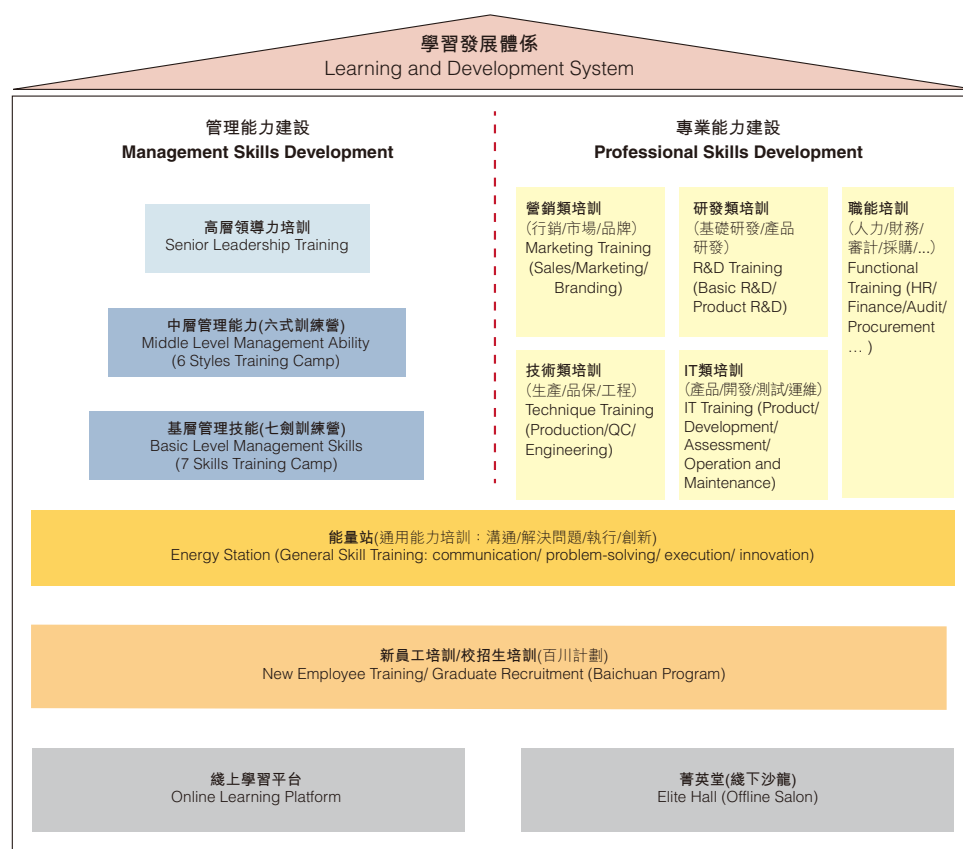 學習發展體係
Learning and Development System
管理能力建設
Management Skills Development
高層領導力培訓
Senior Leadership Training
中層管理能力(六式訓練營)
Middle Level Management Ability
(6 Styles Training Camp)
基層管理技能(七劍訓練營)
Basic Level Management Skills
(7 Skills Training Camp)
專業能力建設
Professional Skills Development
營銷類培訓
(行銷/市場/品牌)
Marketing Training
(Sales/Marketing/
Branding)
研發類培訓
(基礎研發/產品
研發)
R&D Training
(Basic R&D/
Product R&D)
職能培訓
(人力/財務/
審計/採購/...)
Functional
Training (HR/
Finance/Audit/
Procurement
... )
技術類培訓
(生產/品保/工程)
Technique Training
(Production/QC/
Engineering)
IT類培訓
(產品/開發/測試/運維)
IT Training (Product/
Development/
Assessment/
Operation and
Maintenance)
能量站(通用能力培訓：溝通/解決問題/執行/創新)
Energy Station (General Skill Training: communication/ problem-solving/ execution/ innovation)
新員工培訓/校招生培訓(百川計劃)
New Employee Training/ Graduate Recruitment (Baichuan Program)
綫上學習平台
Online Learning Platform
菁英堂(綫下沙龍)
Elite Hall (Offline Salon)